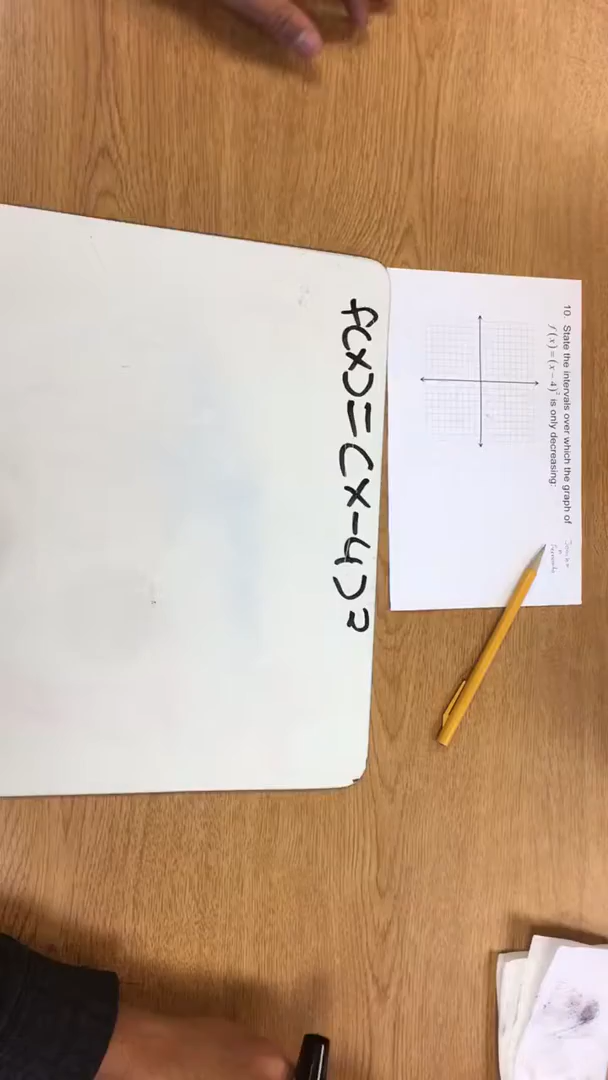 10. State the intervals over which the graph of
f(x)=(x-4)² is only decreasing:
f(x)=(x-4)²